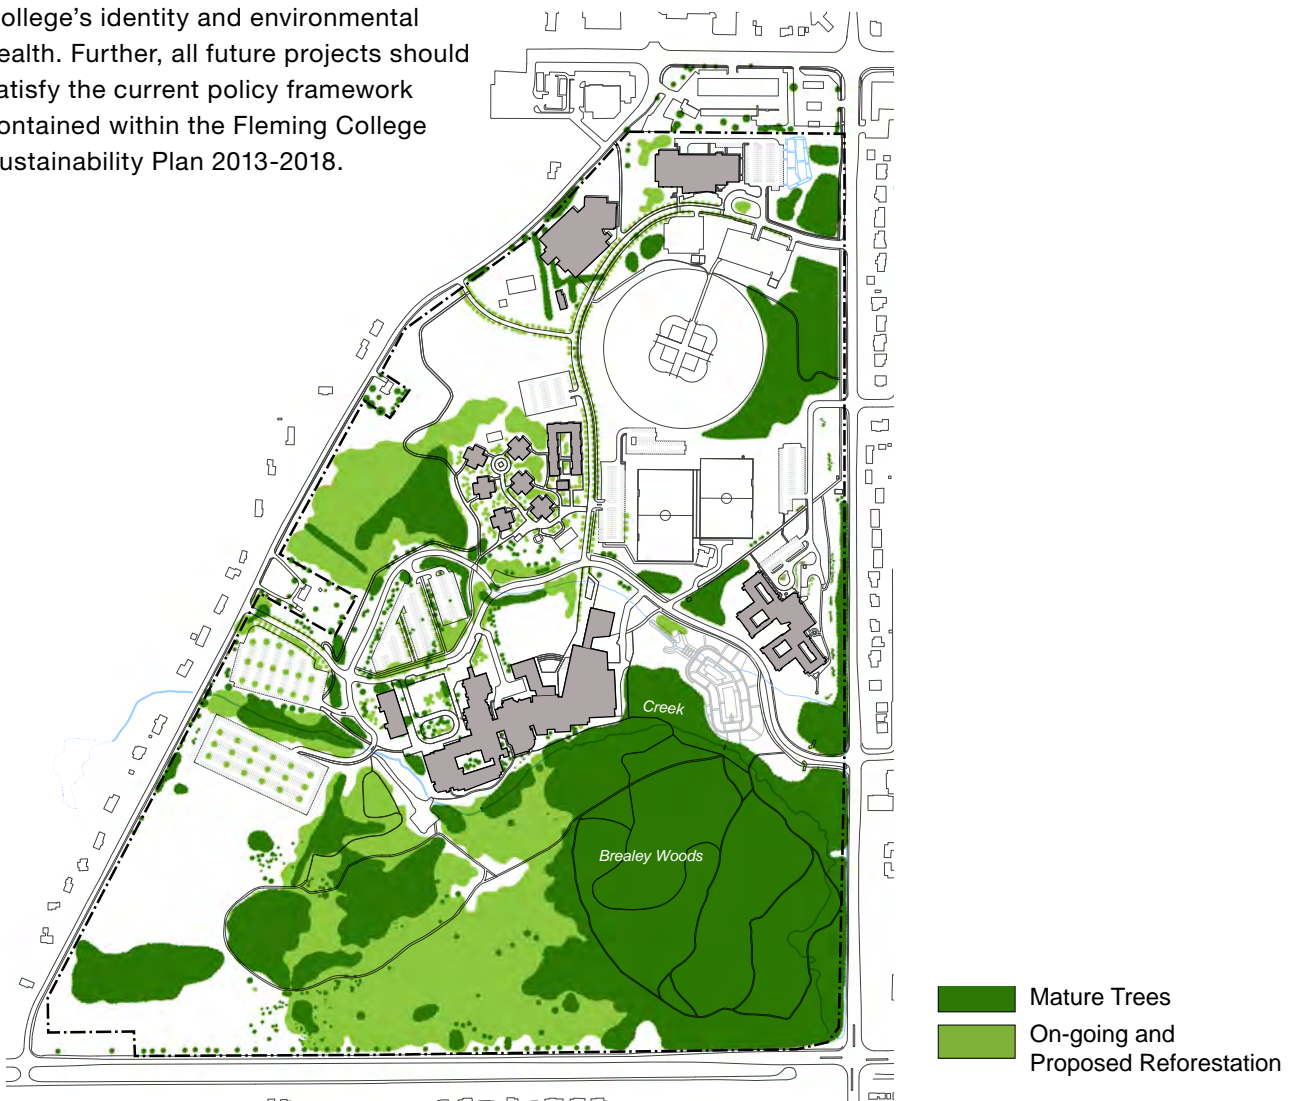 ollege's identity and environmental
ealth. Further, all future projects should
atisfy the current policy framework
ontained within the Fleming College
ustainability Plan 2013-2018.
Creek
Brealey Woods
Mature Trees
On-going and
Proposed Reforestation